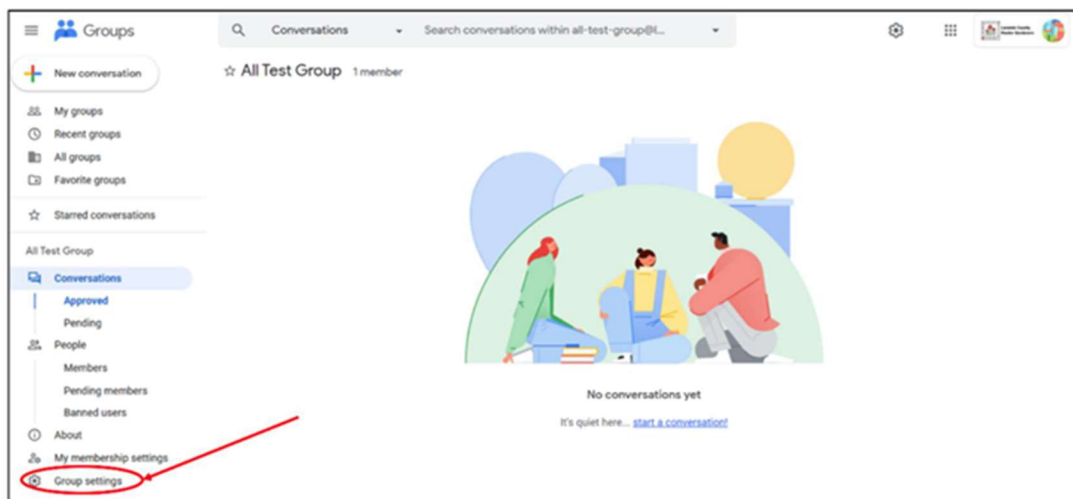 Groups
Conversations
Search conversations within all-test-group@l...
New conversation
All Test Group 1 member
My groups
Recent groups
All groups
Favorite groups
Starred conversations
All Test Group
Conversations
Approved
Pending
People
Members
Pending members
Banned users
About
My membership settings
Group settings
No conversations yet
It's quiet here... start a conversation!